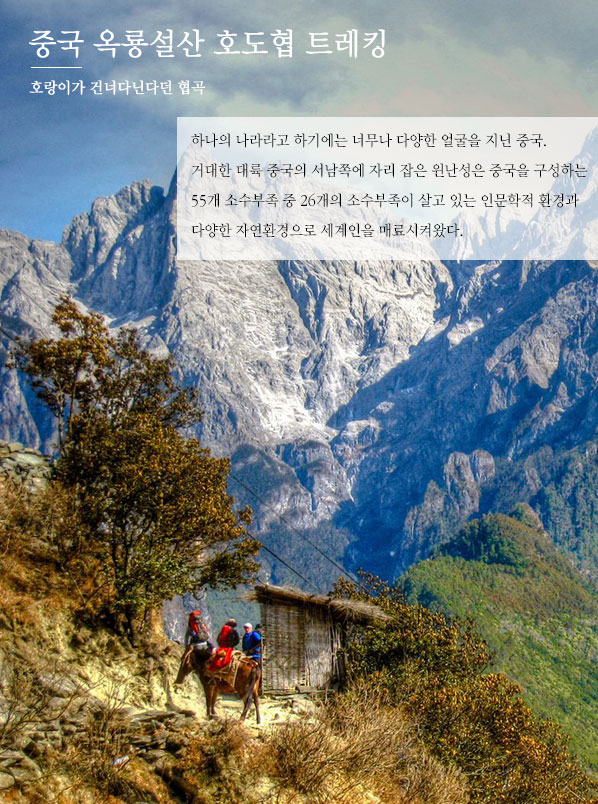 중국 옥룡설산 호도협 트레킹
호랑이가 건너다닌다던 협곡
하나의 나라라고 하기에는 너무나 다양한 얼굴을 지닌 중국.
거대한 대륙 중국의 서남쪽에 자리 잡은 윈난성은 중국을 구성하는
55개 소수부족 중 26개의 소수부족이 살고 있는 인문학적 환경과
다양한 자연환경으로 세계인을 매료시켜왔다.